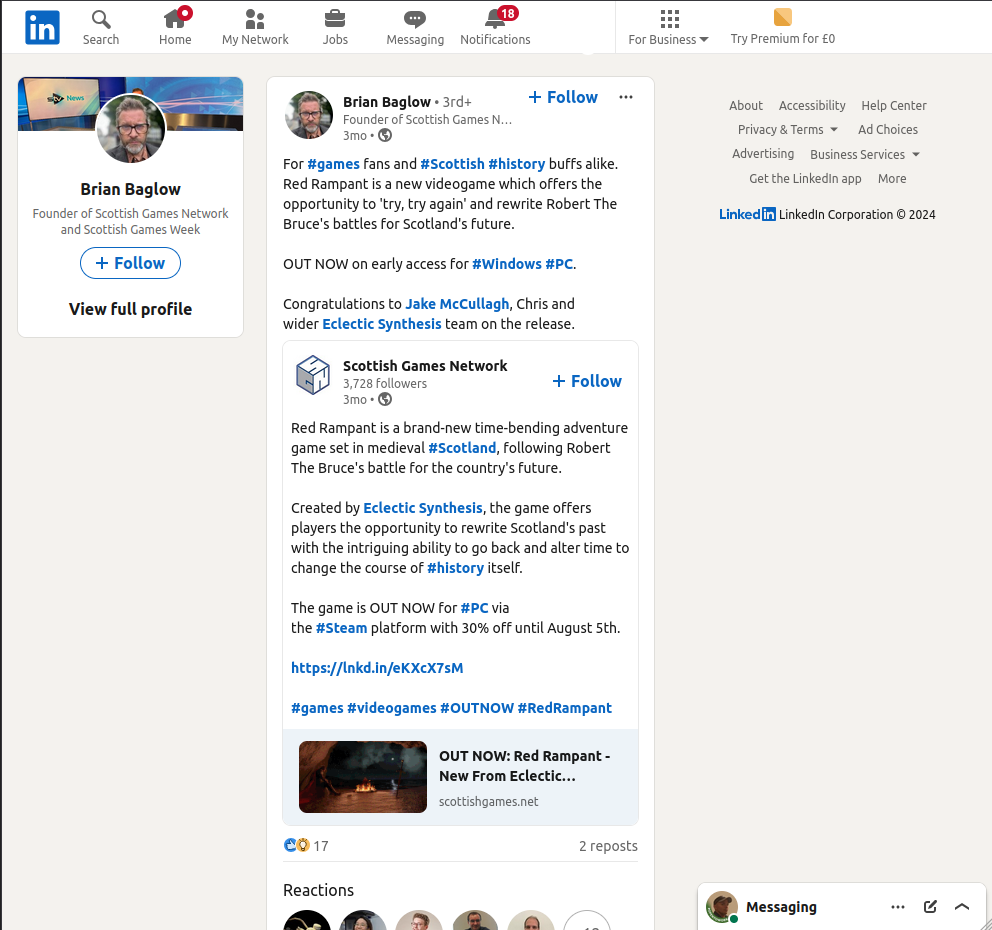 in
Search
Home
My Network
Jobs
Messaging
18
Notifications
For Business
Try Premium for £0
News
Brian Baglow
Founder of Scottish Games Network
and Scottish Games Week
+ Follow
View full profile
Brian Baglow • 3rd+
Founder of Scottish Games N…
3mo •
+ Follow
For #games fans and #Scottish #history buffs alike.
Red Rampant is a new videogame which offers the
opportunity to 'try, try again' and rewrite Robert The
Bruce's battles for Scotland's future.
OUT NOW on early access for #Windows #PC.
Congratulations to Jake McCullagh, Chris and
wider Eclectic Synthesis team on the release.
Scottish Games Network
3,728 followers
3mo •
+ Follow
Red Rampant is a brand-new time-bending adventure
game set in medieval #Scotland, following Robert
The Bruce's battle for the country's future.
Created by Eclectic Synthesis, the game offers
players the opportunity to rewrite Scotland's past
with the intriguing ability to go back and alter time to
change the course of #history itself.
The game is OUT NOW for #PC via
the #Steam platform with 30% off until August 5th.
https://lnkd.in/eKXcX7sM
#games #videogames #OUTNOW #RedRampant
OUT NOW: Red Rampant -
New From Eclectic…
scottishgames.net
17
2 reposts
Reactions
About Accessibility Help Center
Privacy & Terms Ad Choices
Advertising Business Services
Get the LinkedIn app More
LinkedIn LinkedIn Corporation © 2024
Messaging